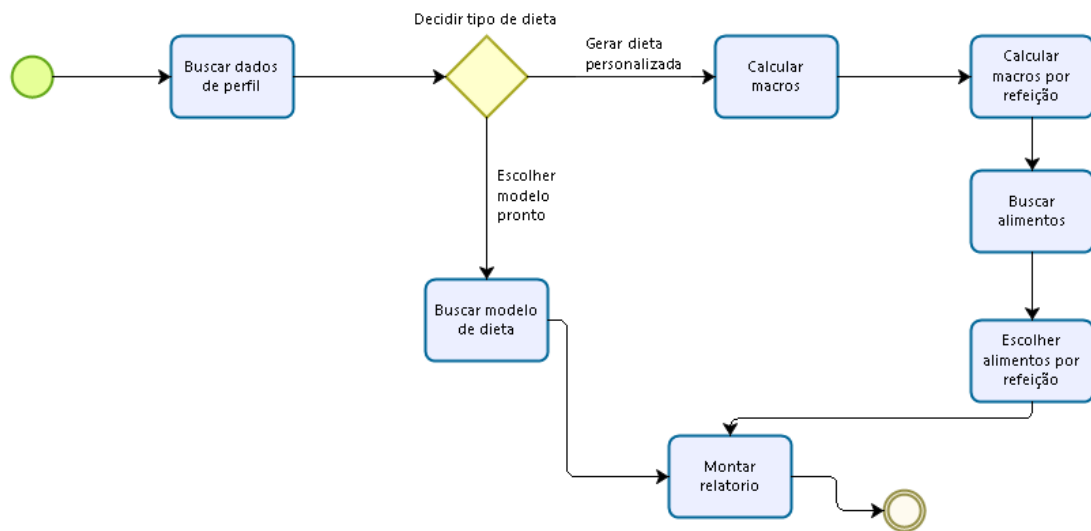 Decidir tipo de dieta
Buscar dados
de perfil
Gerar dieta
personalizada
Calcular
macros
Calcular
macros por
refeição
Escolher
modelo
pronto
Buscar
alimentos
Buscar modelo
de dieta
Escolher
alimentos por
refeição
Montar
relatorio